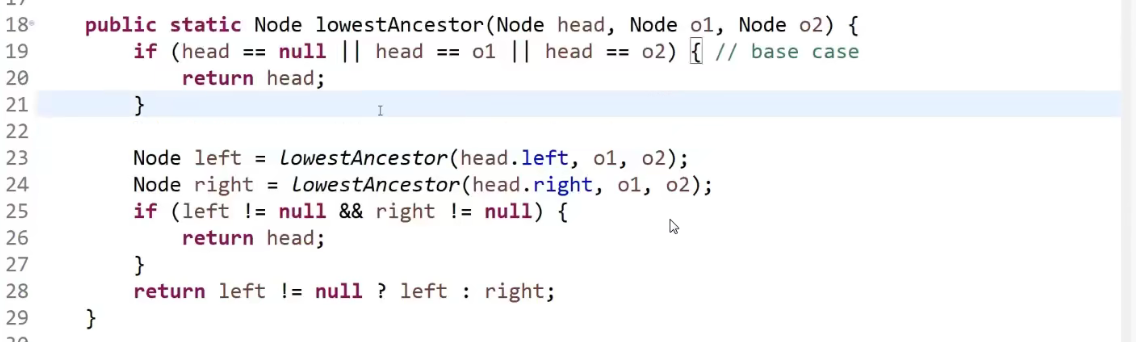 18 public static Node lowestAncestor(Node head, Node o1, Node o2) {
19 if (head == null || head == o1 || head == o2) { // base case
20 return head;
21 }
22
23 Node left = lowestAncestor(head.left, o1, o2);
24 Node right = lowestAncestor(head.right, o1, o2);
25 if (left != null && right != null) {
26 return head;
27 }
28 return left != null ? left : right;
29 }